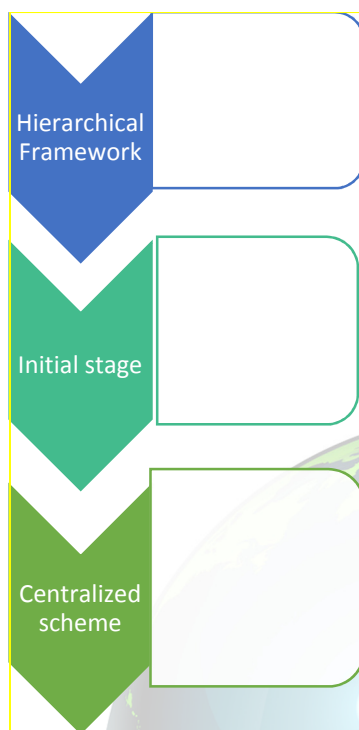 Hierarchical
Framework
Initial stage
Centralized
scheme